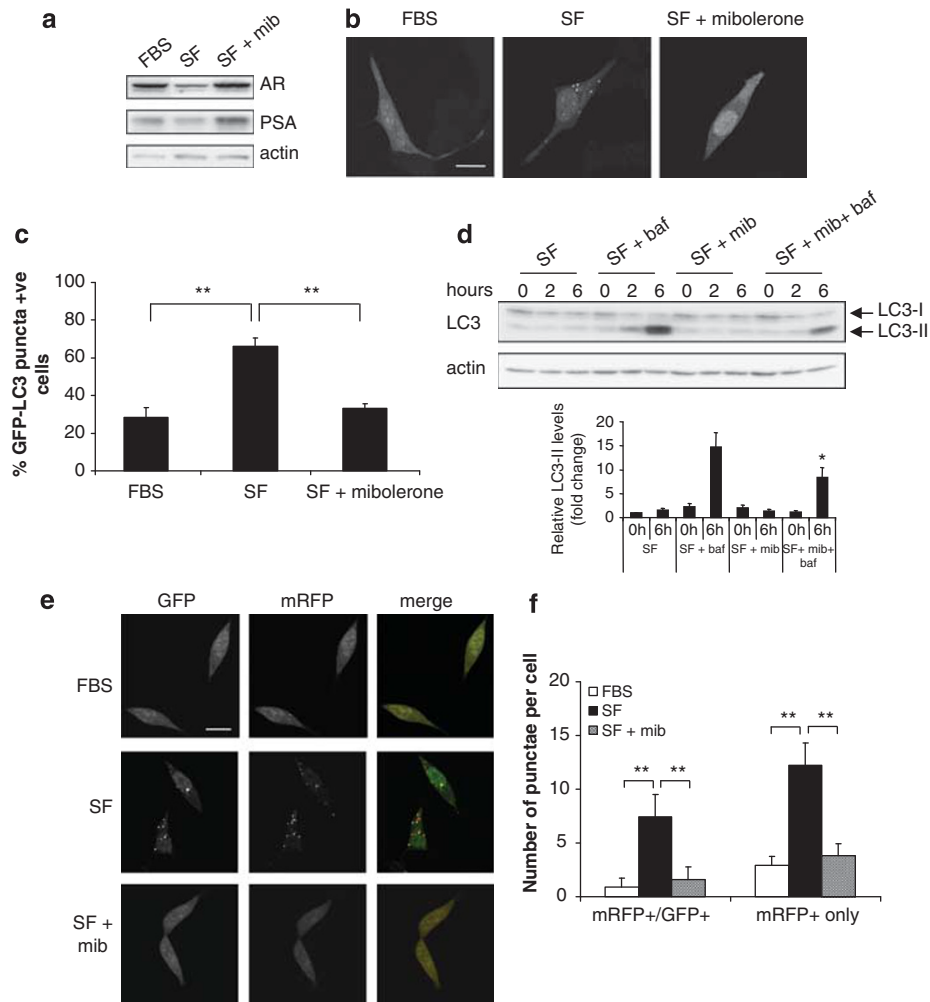 a
FBS
SF
SF + mib
AR
PSA
actin
b
FBS
SF
SF + mibolerone
c
% GFP-LC3 puncta +ve
cells
100
80
60
40
20
0
**
**
FBS
SF
SF + mibolerone
d
SF
SF + baf
SF + mib
SF + mib+ baf
hours
0 2 6 0 2 6 0 2 6 0 2 6
LC3
LC3-I
LC3-II
actin
Relative LC3-II levels
(fold change)
20
15
10
5
0
*
0h 6h 0h 6h 0h 6h 0h 6h
SF
SF + baf
SF + mib
SF+ mib+
baf
e
GFP
mRFP
merge
FBS
SF
SF +
mib
f
Number of punctae per cell
20
15
10
5
0
FBS
SF
SF + mib
** **
** **
mRFP+/GFP+
mRFP+ only